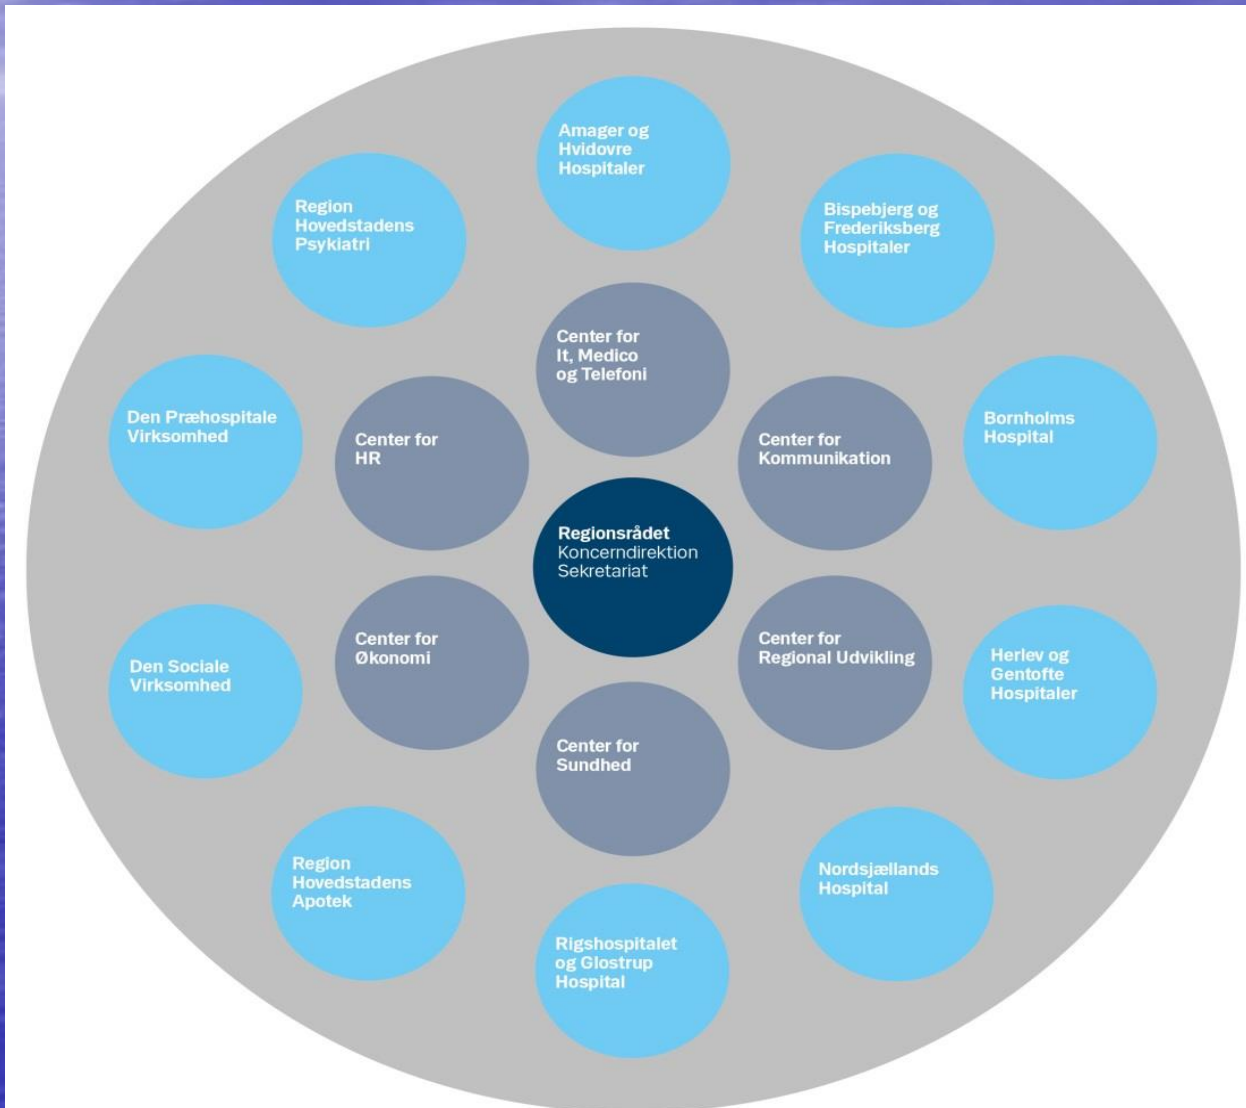 Amager og
Hvidovre
Hospitaler
Region
Hovedstadens
Psykiatri
Bispebjerg og
Frederiksberg
Hospitaler
Center for
It, Medico
og Telefoni
Den Præhospitale
Virksomhed
Center for
HR
Center for
Kommunikation
Bornholms
Hospital
Regionsrådet
Koncerndirektion
Sekretariat
Den Sociale
Virksomhed
Center for
Økonomi
Center for
Regional Udvikling
Herlev og
Gentofte
Hospitaler
Center for
Sundhed
Region
Hovedstadens
Apotek
Nordsjællands
Hospital
Rigshospitalet
og Glostrup
Hospital